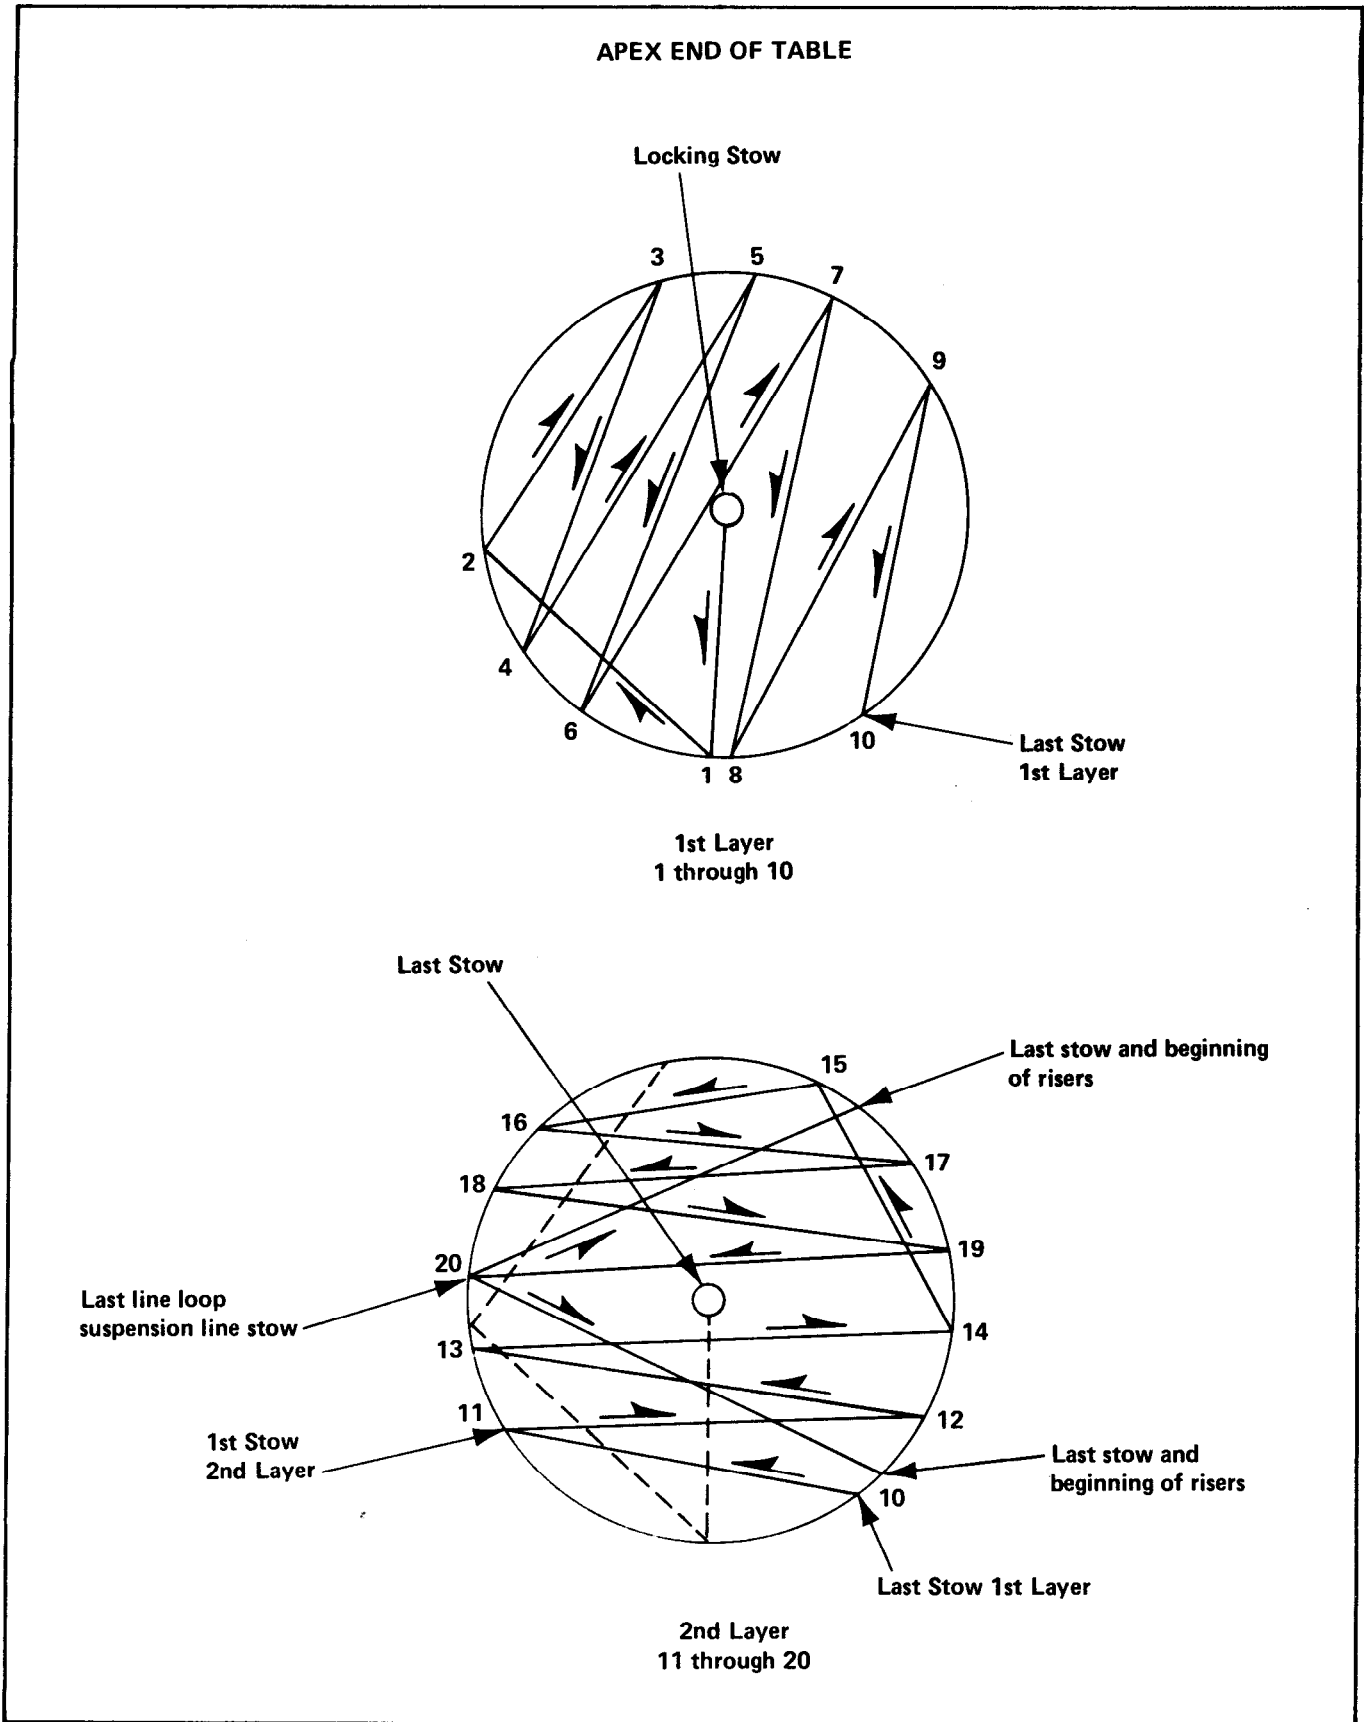 APEX END OF TABLE
Locking Stow
3
5
7
9
2
4
6
1 8
10
Last Stow
1st Layer
1st Layer
1 through 10
Last Stow
Last stow and beginning
of risers
15
16
17
18
19
20
Last line loop
suspension line stow
14
13
12
11
1st Stow
2nd Layer
Last stow and
beginning of risers
10
Last Stow 1st Layer
2nd Layer
11 through 20